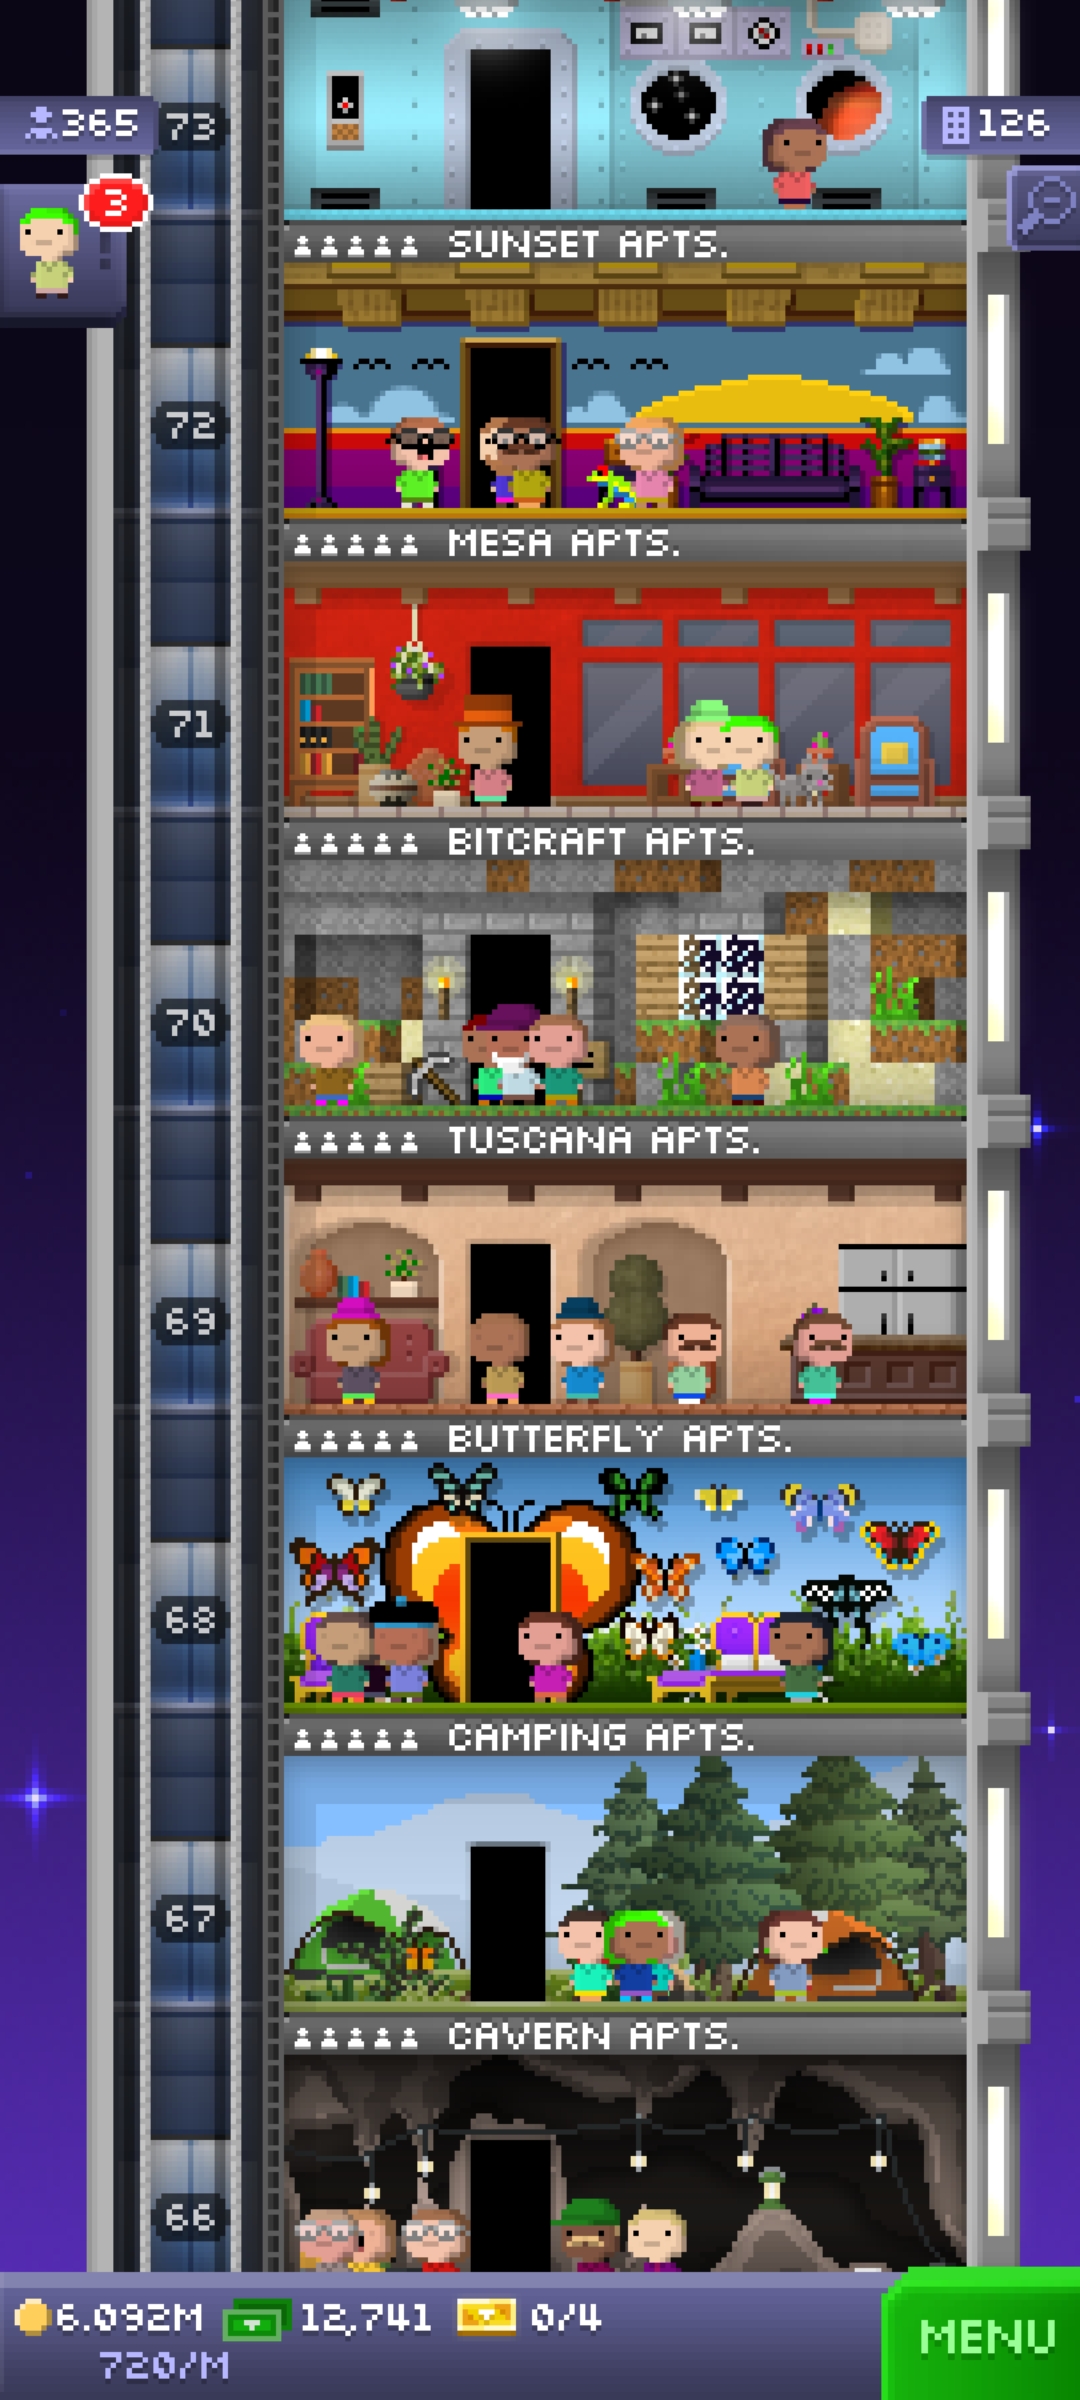 73
365
126
3
SUNSET APTS.
72
MESA APTS.
71
BITCRAFT APTS.
70
TUSCANA APTS.
69
BUTTERFLY APTS.
68
CAMPING APTS.
67
CAVERN APTS.
66
6.092M 12,741 0/4
720/M
MENU